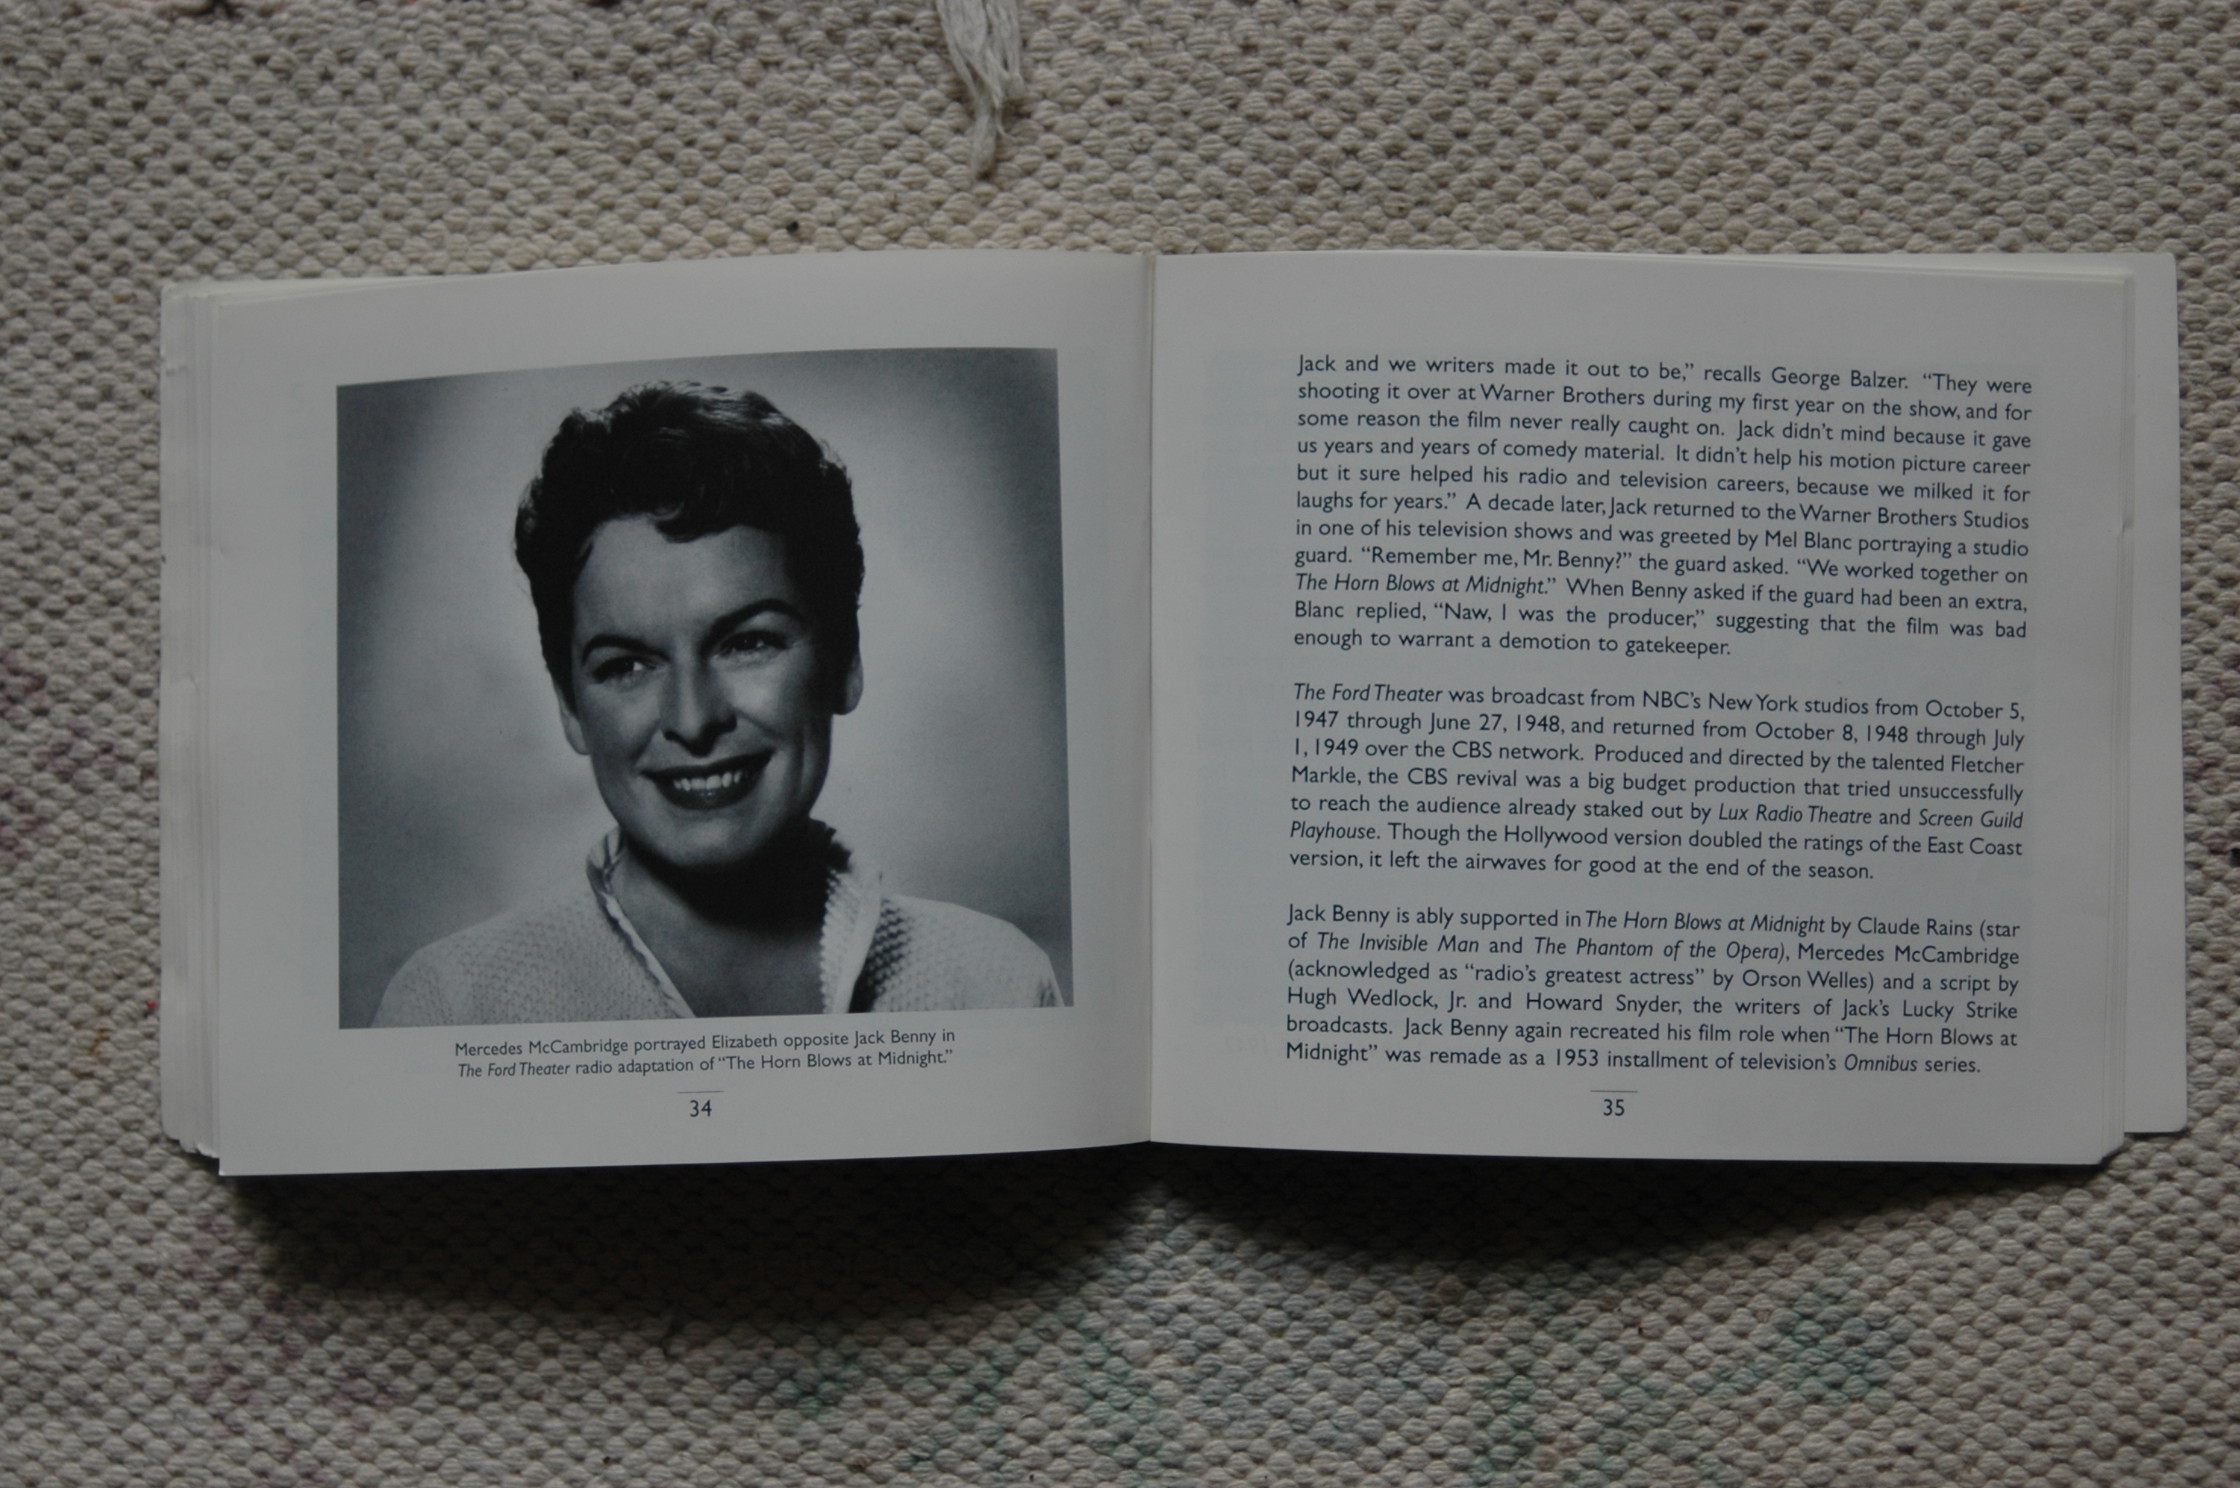 Mercedes McCambridge portrayed Elizabeth opposite Jack Benny in
The Ford Theater radio adaptation of “The Horn Blows at Midnight.”
34
Jack and we writers made it out to be,” recalls George Balzer. “They were
shooting it over at Warner Brothers during my first year on the show, and for
some reason the film never really caught on. Jack didn’t mind because it gave
us years and years of comedy material. It didn’t help his motion picture career
but it sure helped his radio and television careers, because we milked it for
laughs for years.” A decade later, Jack returned to the Warner Brothers Studios
in one of his television shows and was greeted by Mel Blanc portraying a studio
guard. “Remember me, Mr. Benny?” the guard asked. “We worked together on
The Horn Blows at Midnight.” When Benny asked if the guard had been an extra,
Blanc replied, “Naw, I was the producer,” suggesting that the film was bad
enough to warrant a demotion to gatekeeper.
The Ford Theater was broadcast from NBC’s New York studios from October 5,
1947 through June 27, 1948, and returned from October 8, 1948 through July
1, 1949 over the CBS network. Produced and directed by the talented Fletcher
Markle, the CBS revival was a big budget production that tried unsuccessfully
to reach the audience already staked out by Lux Radio Theatre and Screen Guild
Playhouse. Though the Hollywood version doubled the ratings of the East Coast
version, it left the airwaves for good at the end of the season.
Jack Benny is ably supported in The Horn Blows at Midnight by Claude Rains (star
of The Invisible Man and The Phantom of the Opera), Mercedes McCambridge
(acknowledged as “radio’s greatest actress” by Orson Welles) and a script by
Hugh Wedlock, Jr. and Howard Snyder, the writers of Jack’s Lucky Strike
broadcasts. Jack Benny again recreated his film role when “The Horn Blows at
Midnight” was remade as a 1953 installment of television’s Omnibus series.
35